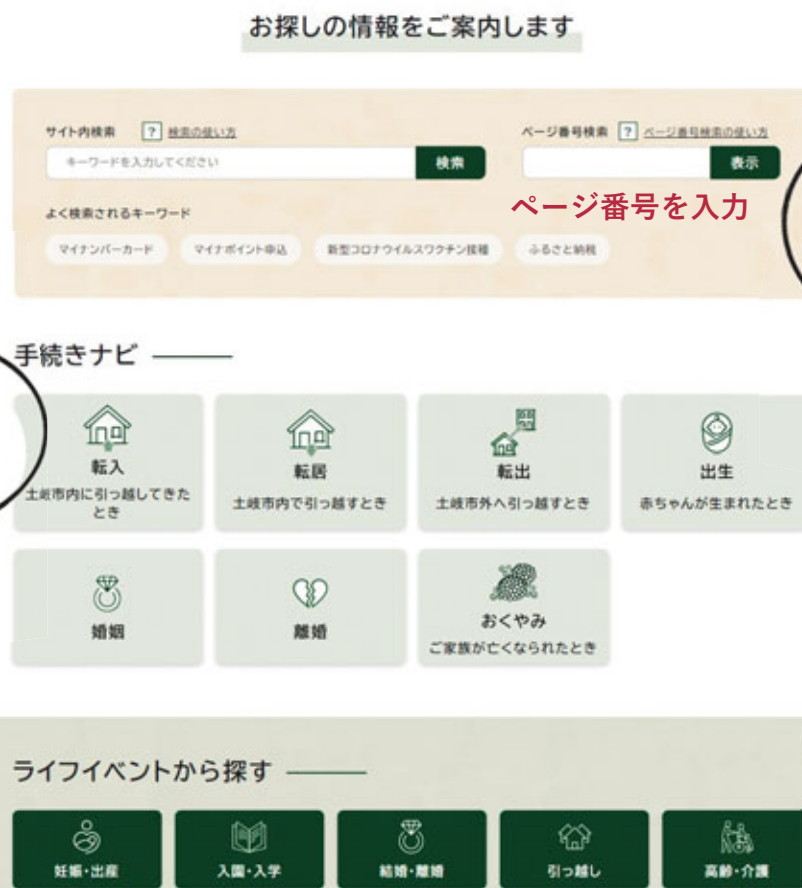 お探しの情報をご案内します
サイト内検索 ? 検索の使い方
ページ番号検索 ? ページ番号検索の使い方
キーワードを入力してください
検索
表示
ページ番号を入力
よく検索されるキーワード
マイナンバーカード
マイナポイント申込
新型コロナウイルスワクチン接種
ふるさと納税
手続きナビ
転入
土岐市内に引っ越してきた
とき
転居
土岐市内で引っ越すとき
転出
土岐市外へ引っ越すとき
出生
赤ちゃんが生まれたとき
婚姻
離婚
おくやみ
ご家族が亡くなられたとき
ライフイベントから探す
妊娠・出産
入園・入学
結婚・離婚
引っ越し
高齢・介護